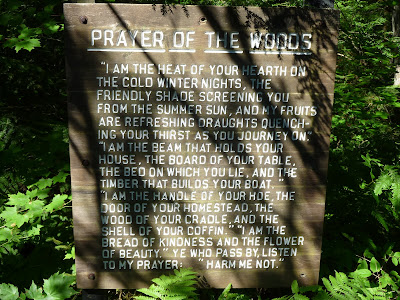 PRAYER OF THE WOODS
"I AM THE HEAT OF YOUR HEARTH ON
THE COLD WINTER NIGHTS, THE
FRIENDLY SHADE SCREENING YOU
FROM THE SUMMER SUN, AND MY FRUITS
ARE REFRESHING DRAUGHTS QUENCH-
ING YOUR THIRST AS YOU JOURNEY ON."
"I AM THE BEAM THAT HOLDS YOUR
HOUSE, THE BOARD OF YOUR TABLE,
THE BED ON WHICH YOU LIE, AND THE
TIMBER THAT BUILDS YOUR BOAT."
"I AM THE HANDLE OF YOUR HOE, THE
DOOR OF YOUR HOMESTEAD, THE
WOOD OF YOUR CRADLE, AND THE
SHELL OF YOUR COFFIN." "I AM THE
BREAD OF KINDNESS AND THE FLOWER
OF BEAUTY." YE WHO PASS BY, LISTEN
TO MY PRAYER: "HARM ME NOT."